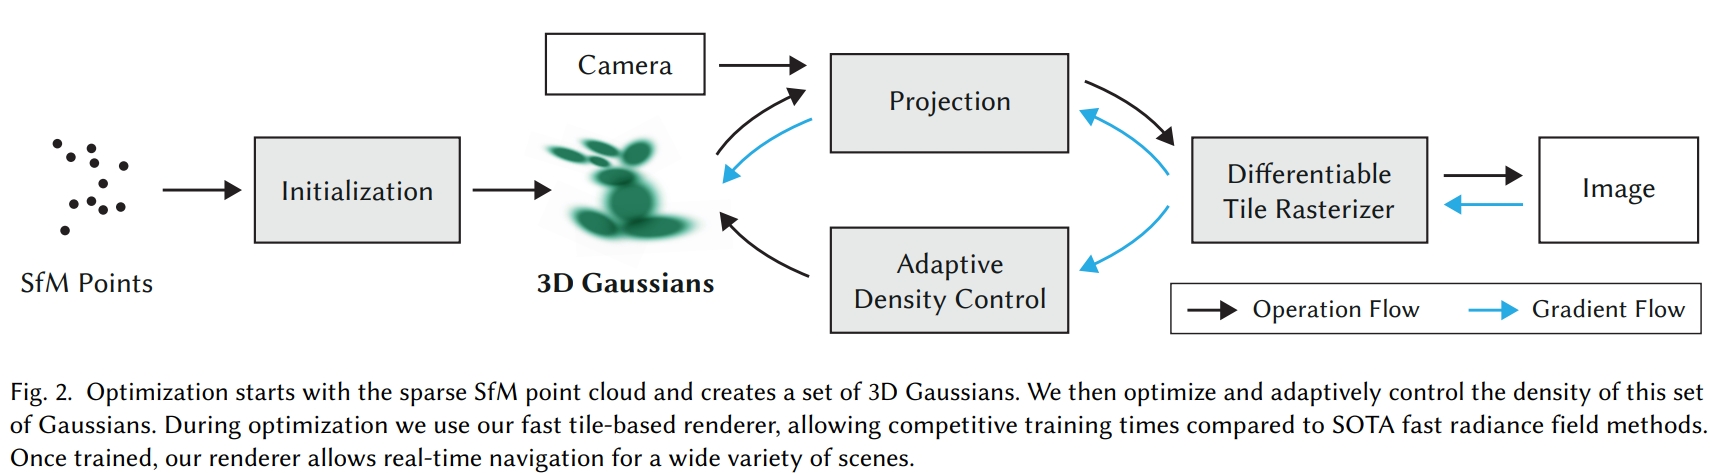 Camera
Projection
Initialization
Differentiable
Tile Rasterizer
Image
SfM Points
3D Gaussians
Adaptive
Density Control
Operation Flow
Gradient Flow
Fig. 2. Optimization starts with the sparse SfM point cloud and creates a set of 3D Gaussians. We then optimize and adaptively control the density of this set
of Gaussians. During optimization we use our fast tile-based renderer, allowing competitive training times compared to SOTA fast radiance field methods.
Once trained, our renderer allows real-time navigation for a wide variety of scenes.